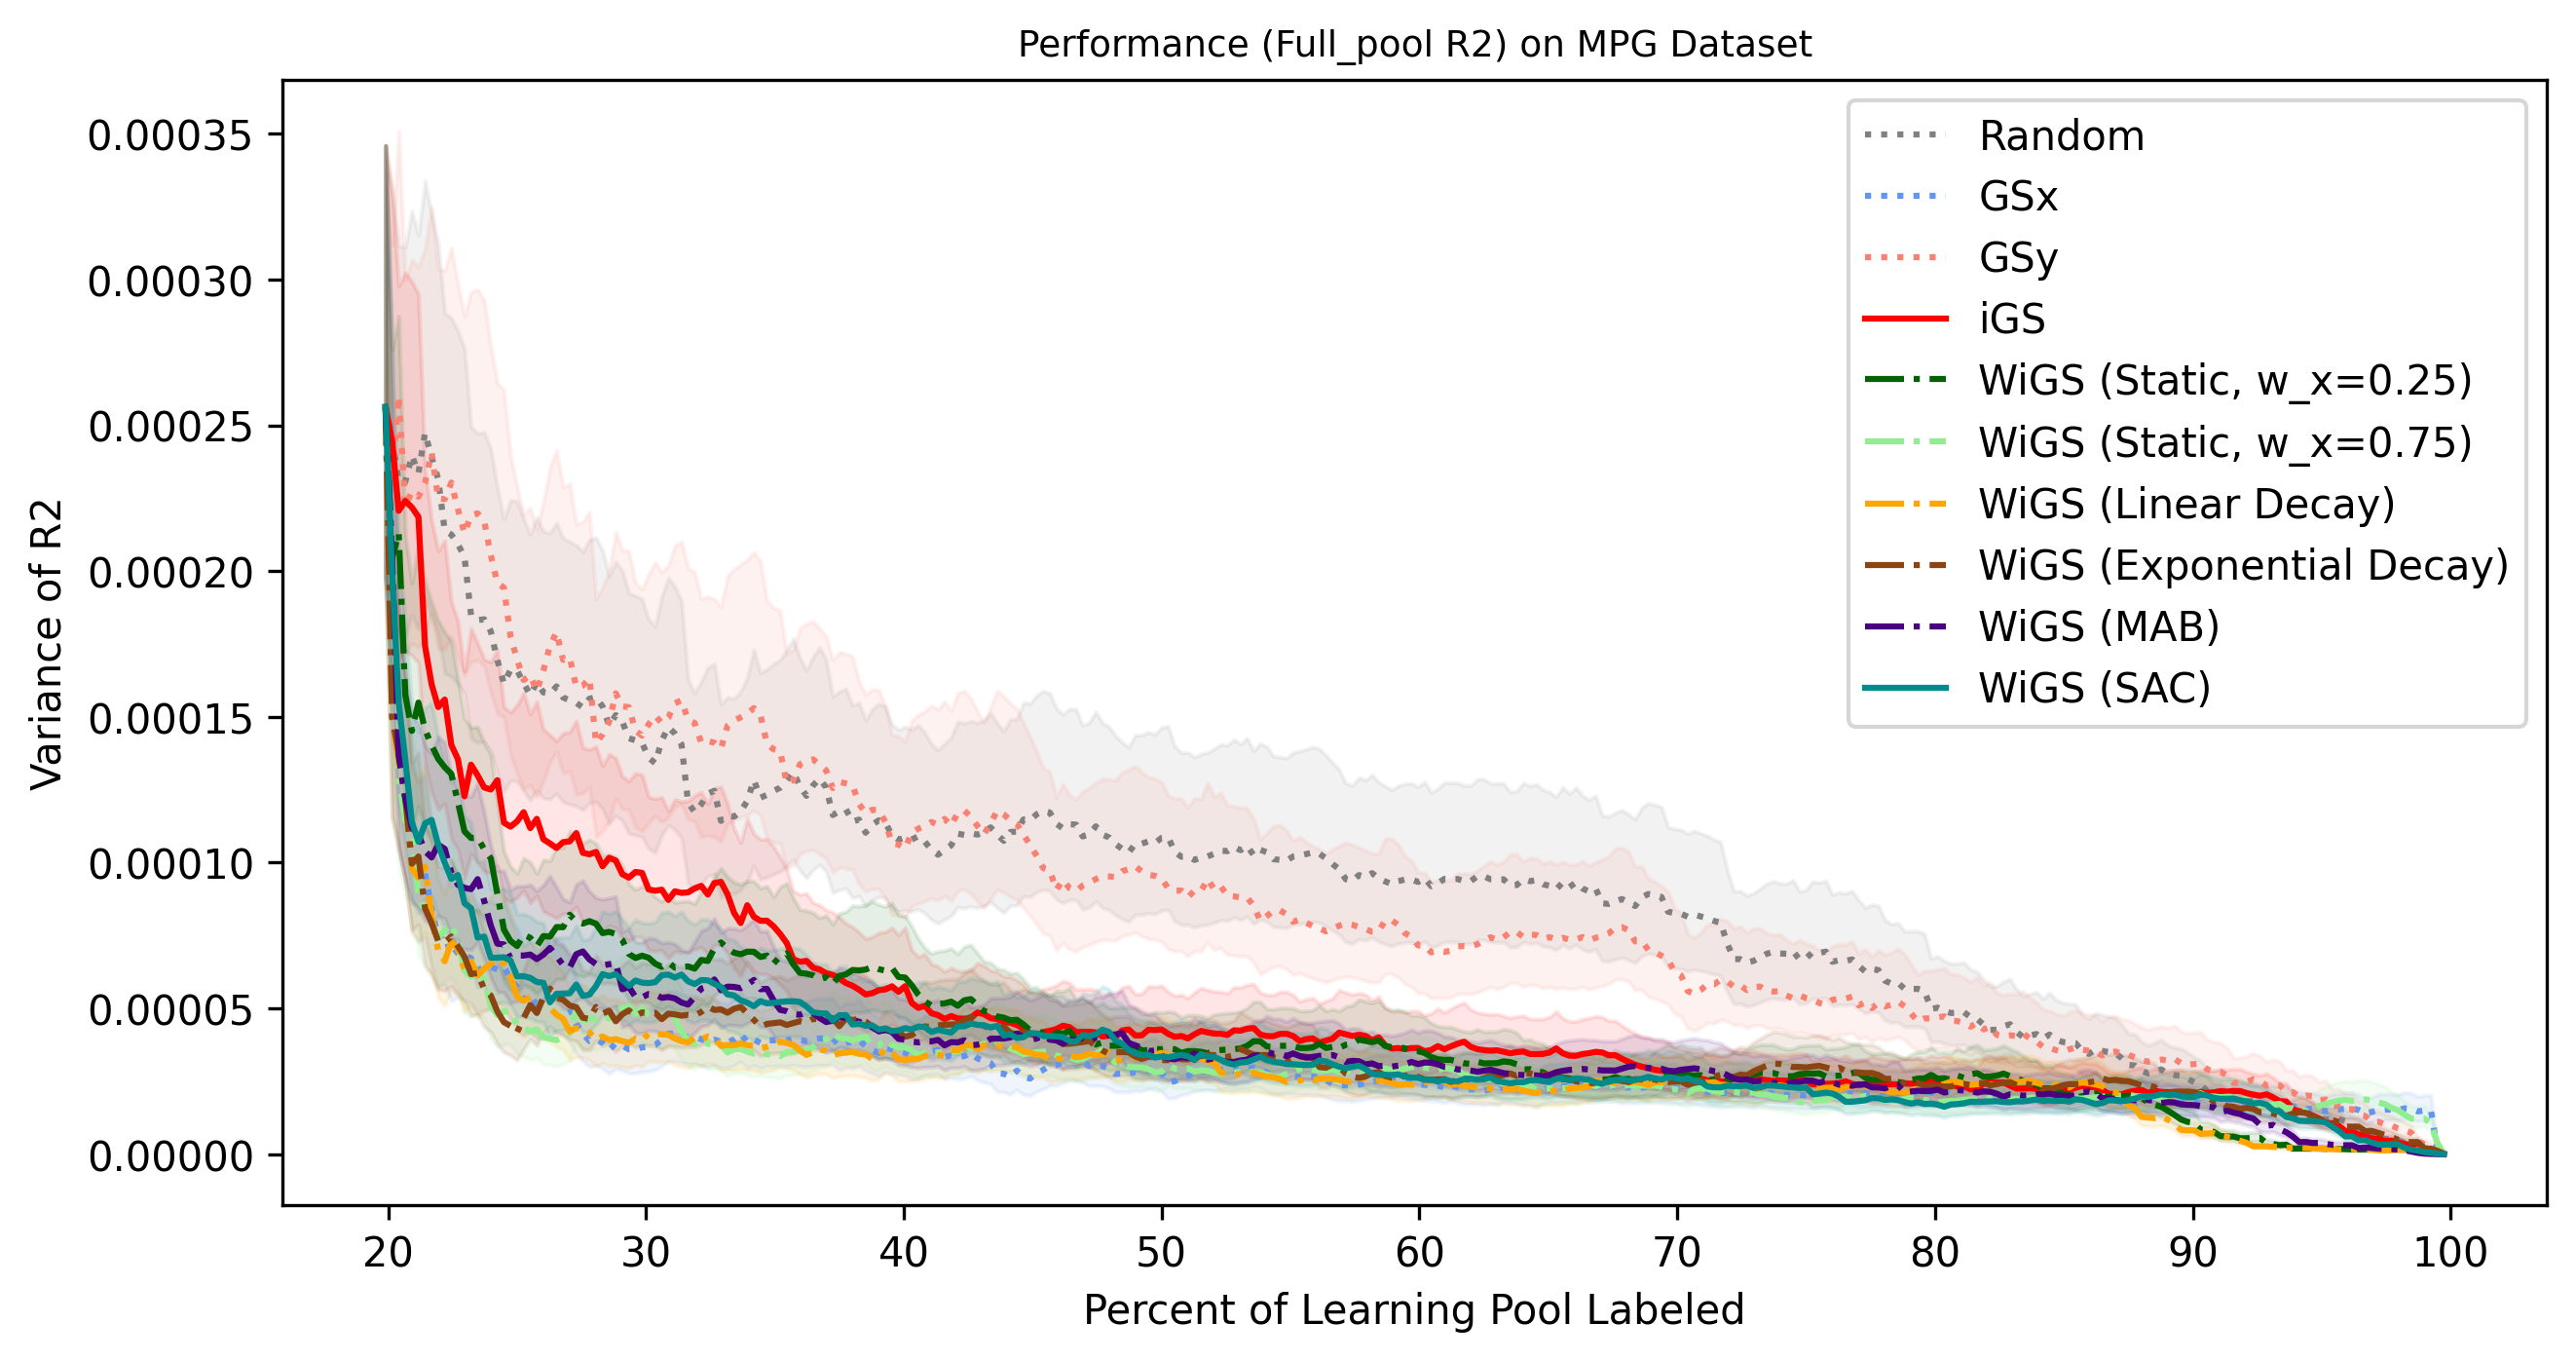 Performance (Full_pool R2) on MPG Dataset
Variance of R2
0.00035
0.00030
0.00025
0.00020
0.00015
0.00010
0.00005
0.00000
Random
GSx
GSy
iGS
WiGS (Static, w_x=0.25)
WiGS (Static, w_x=0.75)
WiGS (Linear Decay)
WiGS (Exponential Decay)
WiGS (MAB)
WiGS (SAC)
20 30 40 50 60 70 80 90 100
Percent of Learning Pool Labeled